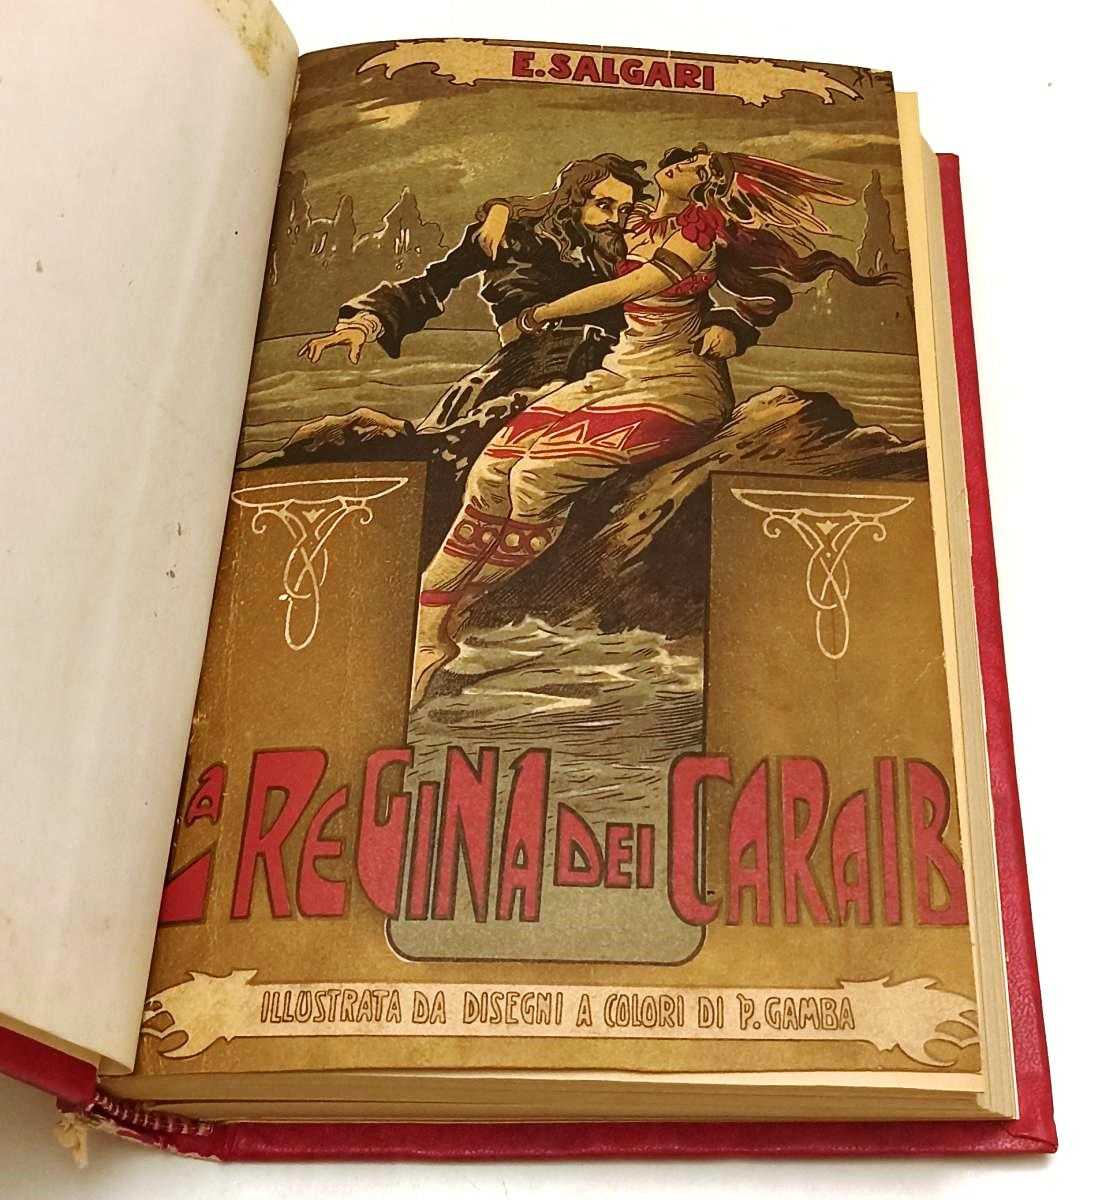 E. SALGARI
LA REGINA DEI CARAIB
ILLUSTRATA DA DISEGNI A COLORI DI P. GAMBA